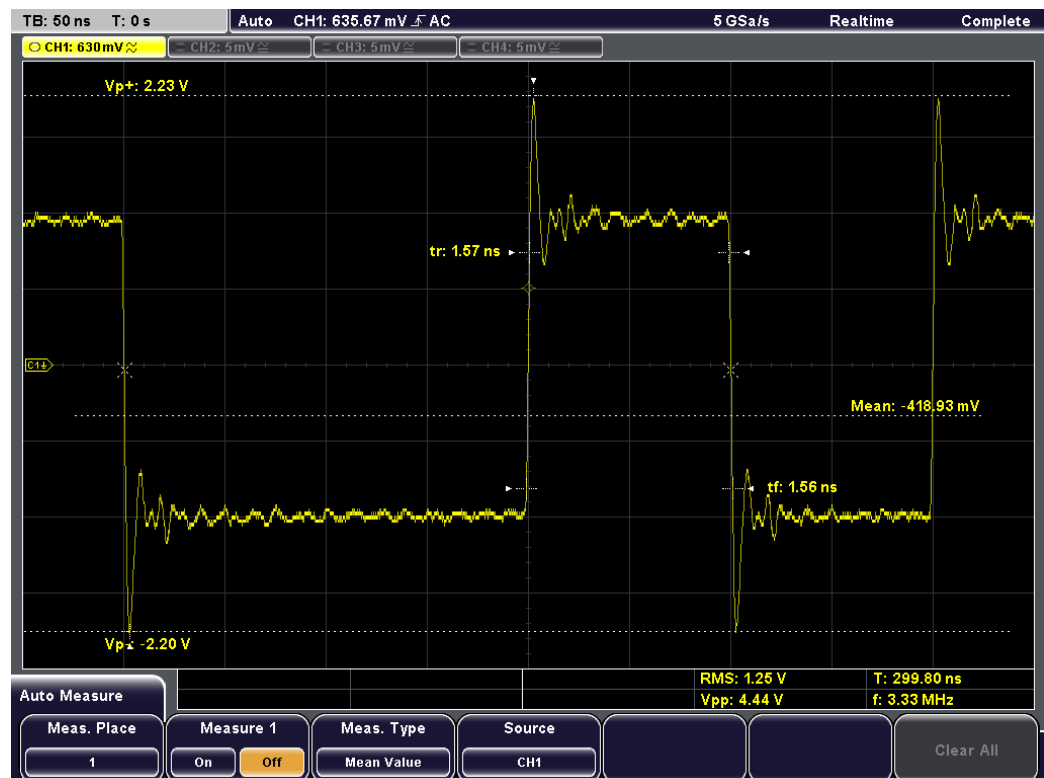 TB: 50 ns T: 0 s Auto CH1: 635.67 mV AC 5 GSa/s Realtime Complete
CH1: 630mV CH2: 5mV CH3: 5mV CH4: 5mV
Vp+: 2.23 V
tr: 1.57 ns
C1
Mean: -418.93 mV
tf: 1.56 ns
Vp-: -2.20 V
RMS: 1.25 V T: 299.80 ns
Auto Measure
Vpp: 4.44 V f: 3.33 MHz
Meas. Place Measure 1 Meas. Type Source
Clear All
1 On Off Mean Value CH1